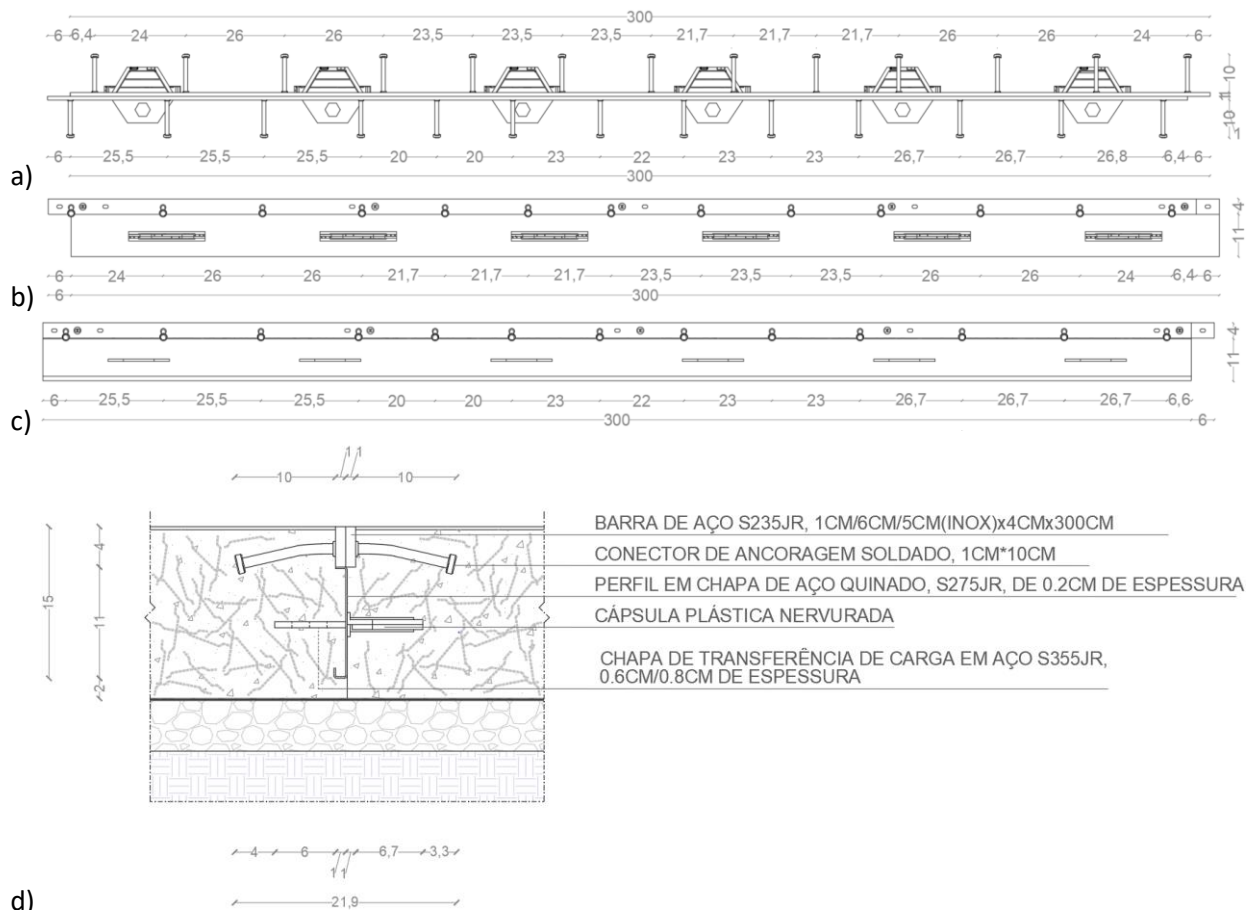 300
6 6,4 24 26 26 23,5 23,5 23,5 21,7 21,7 21,7 26 26 24 6
10
1
10
6 25,5 25,5 25,5 20 20 23 22 23 23 26,7 26,7 26,8 6,4 6
a)
300
4
11
6 24 26 26 21,7 21,7 21,7 23,5 23,5 23,5 26 26 24 6,4 6
b)
6 300
4
11
6 25,5 25,5 25,5 20 20 23 22 23 23 26,7 26,7 26,7 6,6
c)
300 6
1 1
10 10
15
4
11
2
BARRA DE AÇO S235JR, 1CM/6CM/5CM(INOX)x4CMx300CM
CONECTOR DE ANCORAGEM SOLDADO, 1CM*10CM
PERFIL EM CHAPA DE AÇO QUINADO, S275JR, DE 0.2CM DE ESPESSURA
CÁPSULA PLÁSTICA NERVURADA
CHAPA DE TRANSFERÊNCIA DE CARGA EM AÇO S355JR,
0.6CM/0.8CM DE ESPESSURA
4 6 6,7 3,3
1 1
21,9
d)